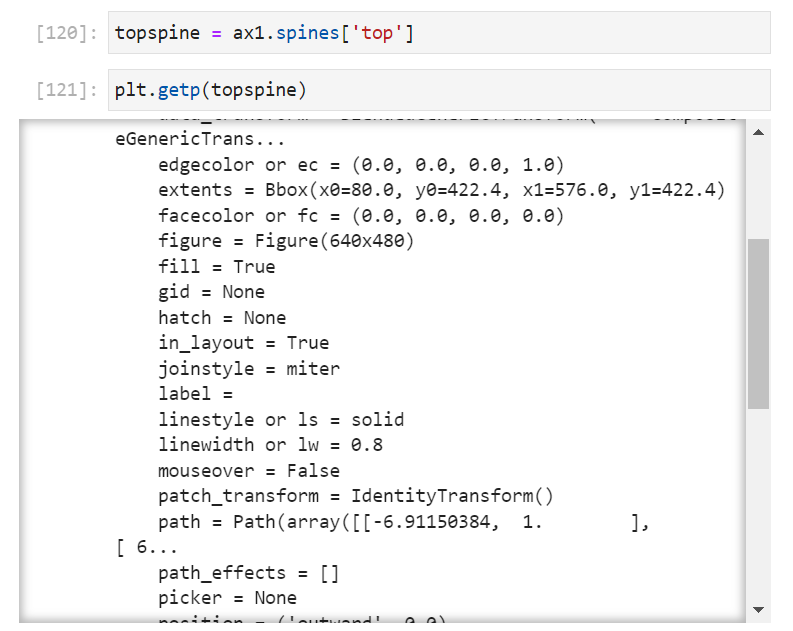 [120]: topspine = ax1.spines['top']
[121]: plt.getp(topspine)
eGenericTrans...
edgecolor or ec = (0.0, 0.0, 0.0, 1.0)
extents = Bbox(x0=80.0, y0=422.4, x1=576.0, y1=422.4)
facecolor or fc = (0.0, 0.0, 0.0, 0.0)
figure = Figure(640x480)
fill = True
gid = None
hatch = None
in_layout = True
joinstyle = miter
label =
linestyle or ls = solid
linewidth or lw = 0.8
mouseover = False
patch_transform = IdentityTransform()
path = Path(array([[-6.91150384,  1.        ],
[ 6...
path_effects = []
picker = None
position = ('outward', 0.0)